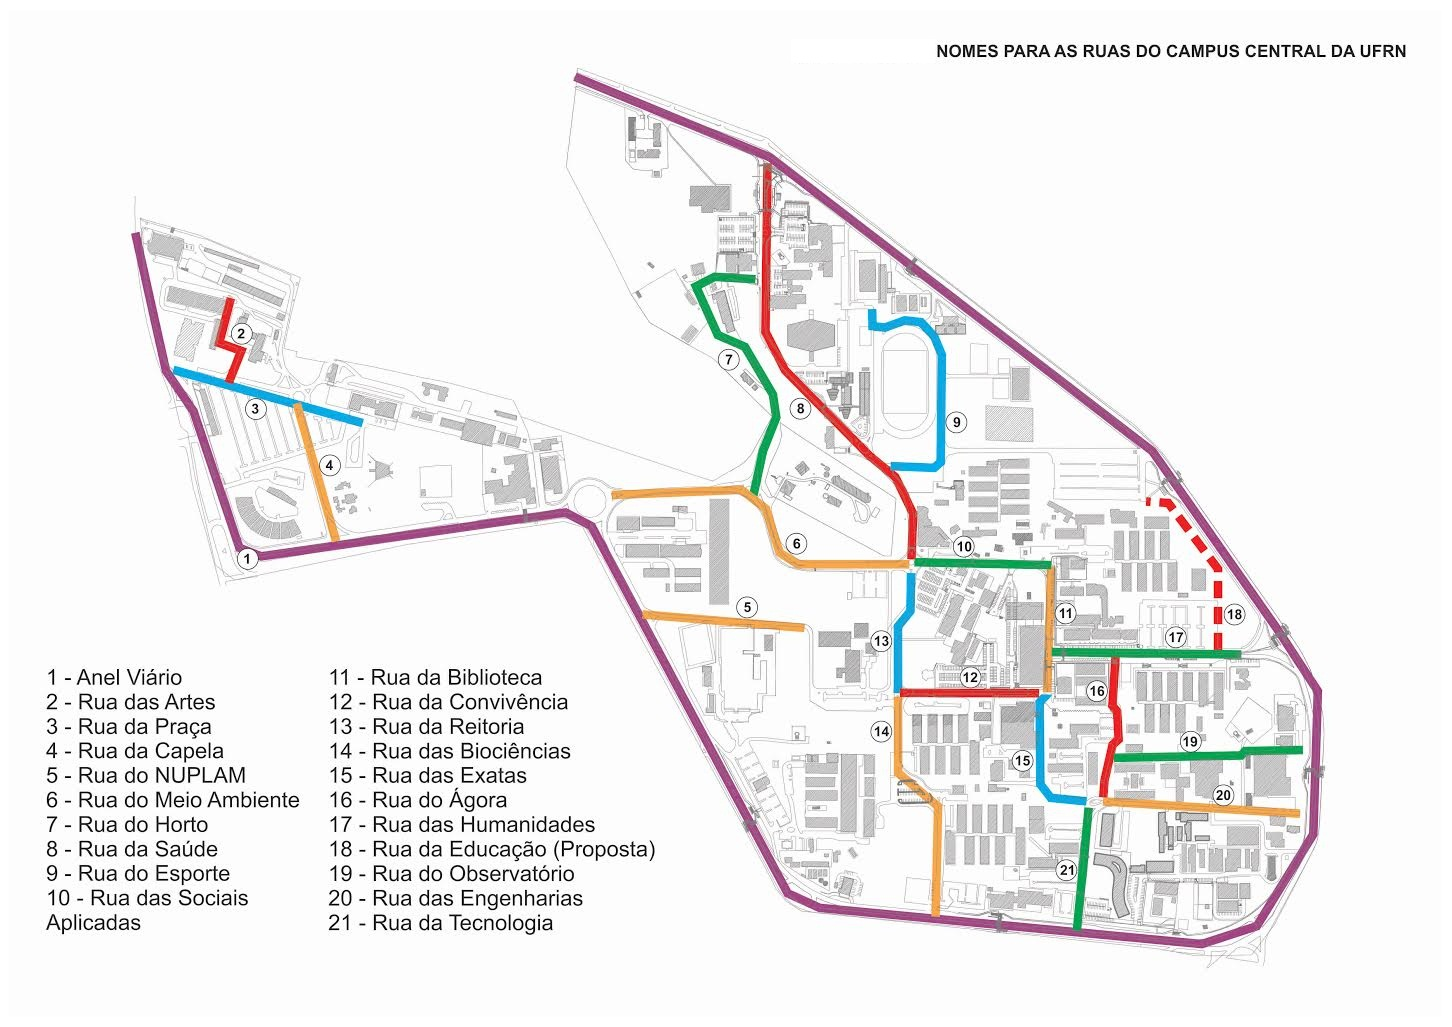 NOMES PARA AS RUAS DO CAMPUS CENTRAL DA UFRN
2
7
3
8
9
4
6
10
1
5
11
18
13
17
12
16
14
19
15
20
21
1 - Anel Viário
2 - Rua das Artes
3 - Rua da Praça
4 - Rua da Capela
5 - Rua do NUPLAM
6 - Rua do Meio Ambiente
7 - Rua do Horto
8 - Rua da Saúde
9 - Rua do Esporte
10 - Rua das Sociais
Aplicadas
11 - Rua da Biblioteca
12 - Rua da Convivência
13 - Rua da Reitoria
14 - Rua das Biociências
15 - Rua das Exatas
16 - Rua do Ágora
17 - Rua das Humanidades
18 - Rua da Educação (Proposta)
19 - Rua do Observatório
20 - Rua das Engenharias
21 - Rua da Tecnologia